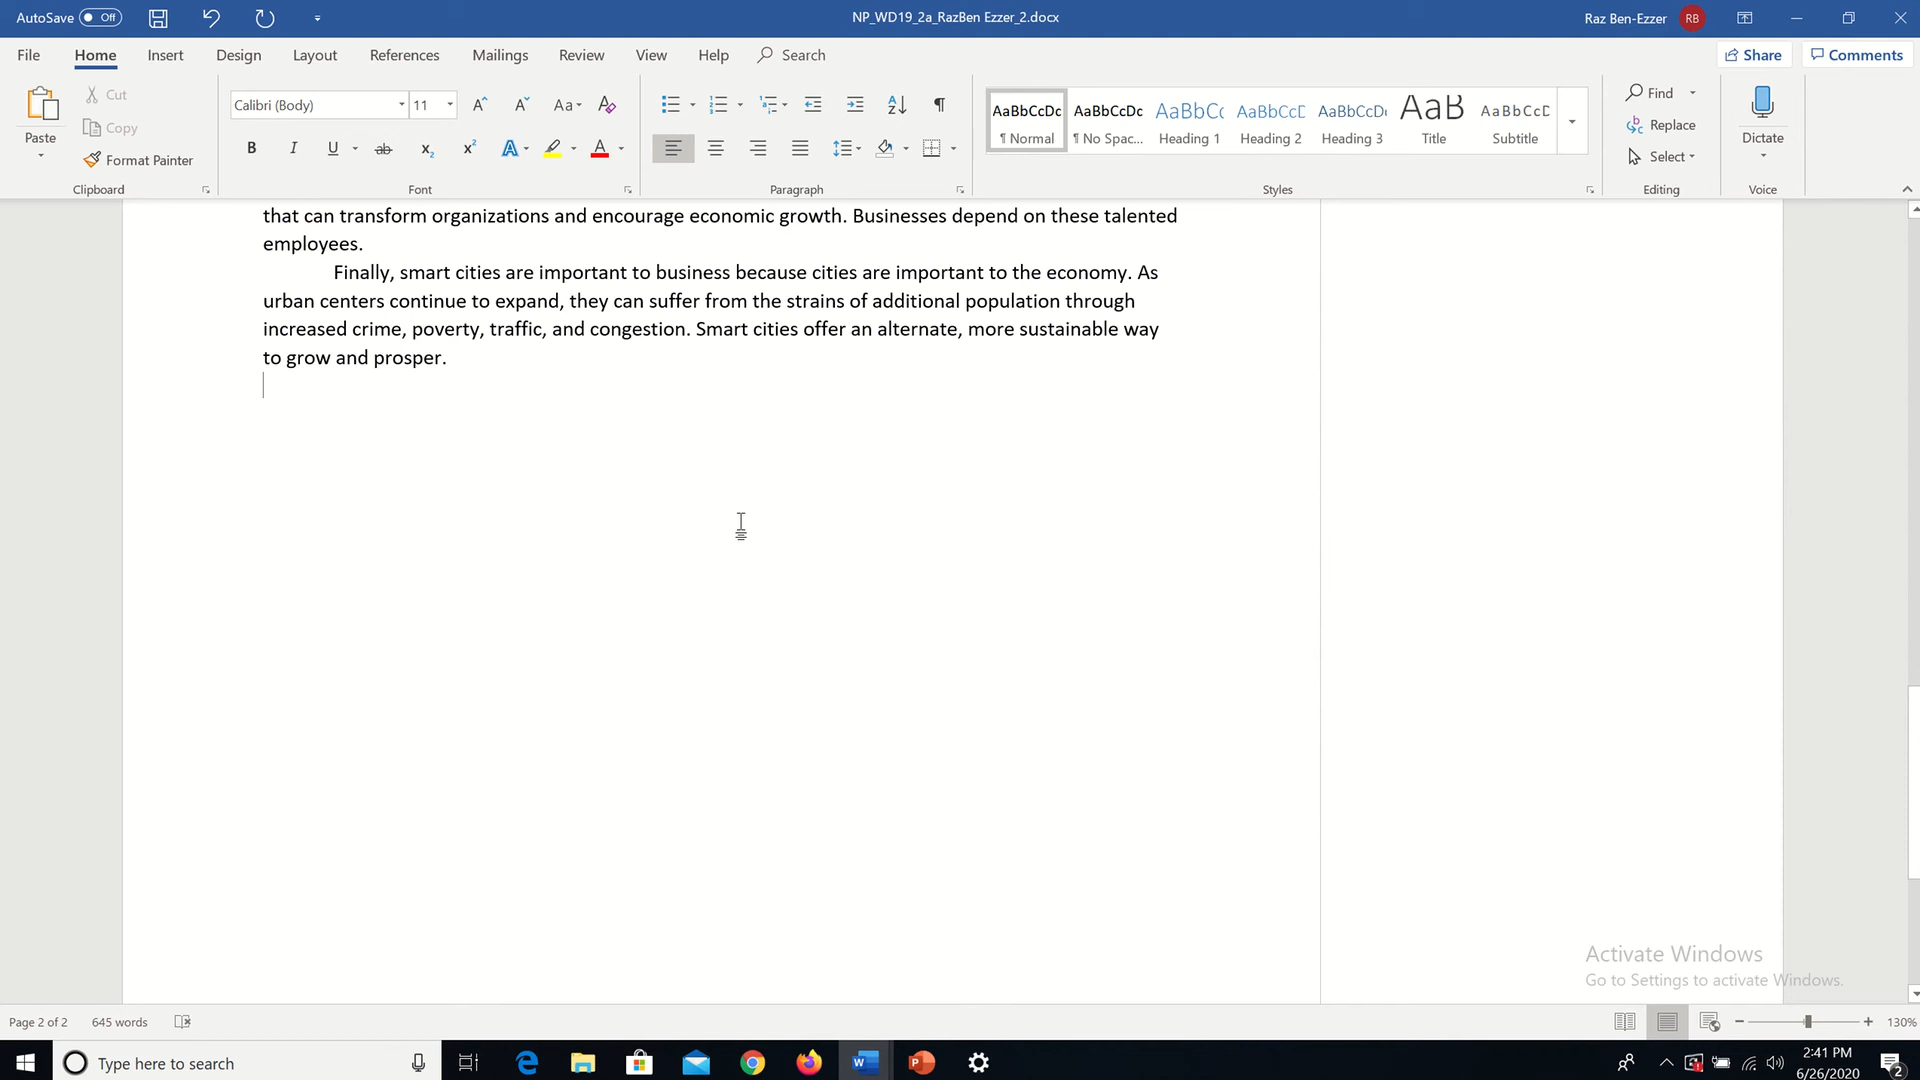 AutoSave Off
NP_WD19_2a_RazBen Ezzer_2.docx
Raz Ben-Ezzer RB
File Home Insert Design Layout References Mailings Review View Help Search
Share Comments
Paste
Cut
Copy
Format Painter
Clipboard
Calibri (Body) 11
Font
Paragraph
AaBbCcDc AaBbCcDc AaBbCc AaBbCcD AaBbCcDc AaB AaBbCcD
¶ Normal ¶ No Spac... Heading 1 Heading 2 Heading 3 Title Subtitle
Styles
Find
Replace
Select
Editing
Dictate
Voice
that can transform organizations and encourage economic growth. Businesses depend on these talented
employees.
Finally, smart cities are important to business because cities are important to the economy. As
urban centers continue to expand, they can suffer from the strains of additional population through
increased crime, poverty, traffic, and congestion. Smart cities offer an alternate, more sustainable way
to grow and prosper.
Activate Windows
Go to Settings to activate Windows.
Page 2 of 2 645 words
130%
Type here to search
2:41 PM
6/26/2020
2